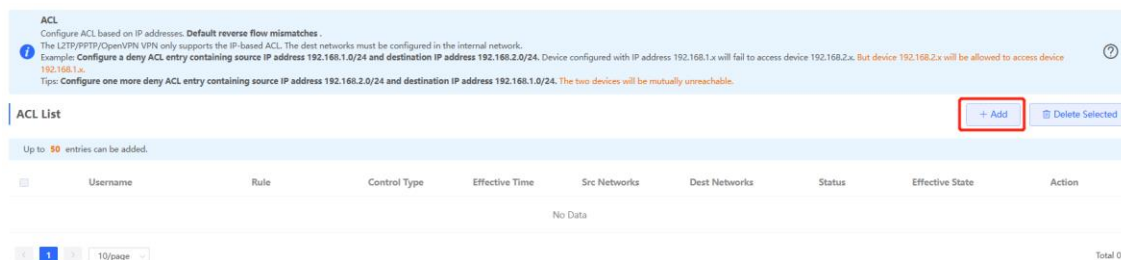 ACL
Configure ACL based on IP addresses. Default reverse flow mismatches .
The L2TP/PPTP/OpenVPN VPN only supports the IP-based ACL. The dest networks must be configured in the internal network.
Example: Configure a deny ACL entry containing source IP address 192.168.1.0/24 and destination IP address 192.168.2.0/24. Device configured with IP address 192.168.1.x will fail to access device 192.168.2.x. But device 192.168.2.x will be allowed to access device
192.168.1.x.
Tips: Configure one more deny ACL entry containing source IP address 192.168.2.0/24 and destination IP address 192.168.1.0/24. The two devices will be mutually unreachable.
ACL List + Add Delete Selected
Up to 50 entries can be added.
Username Rule Control Type Effective Time Src Networks Dest Networks Status Effective State Action
No Data
< 1 > 10/page Total 0